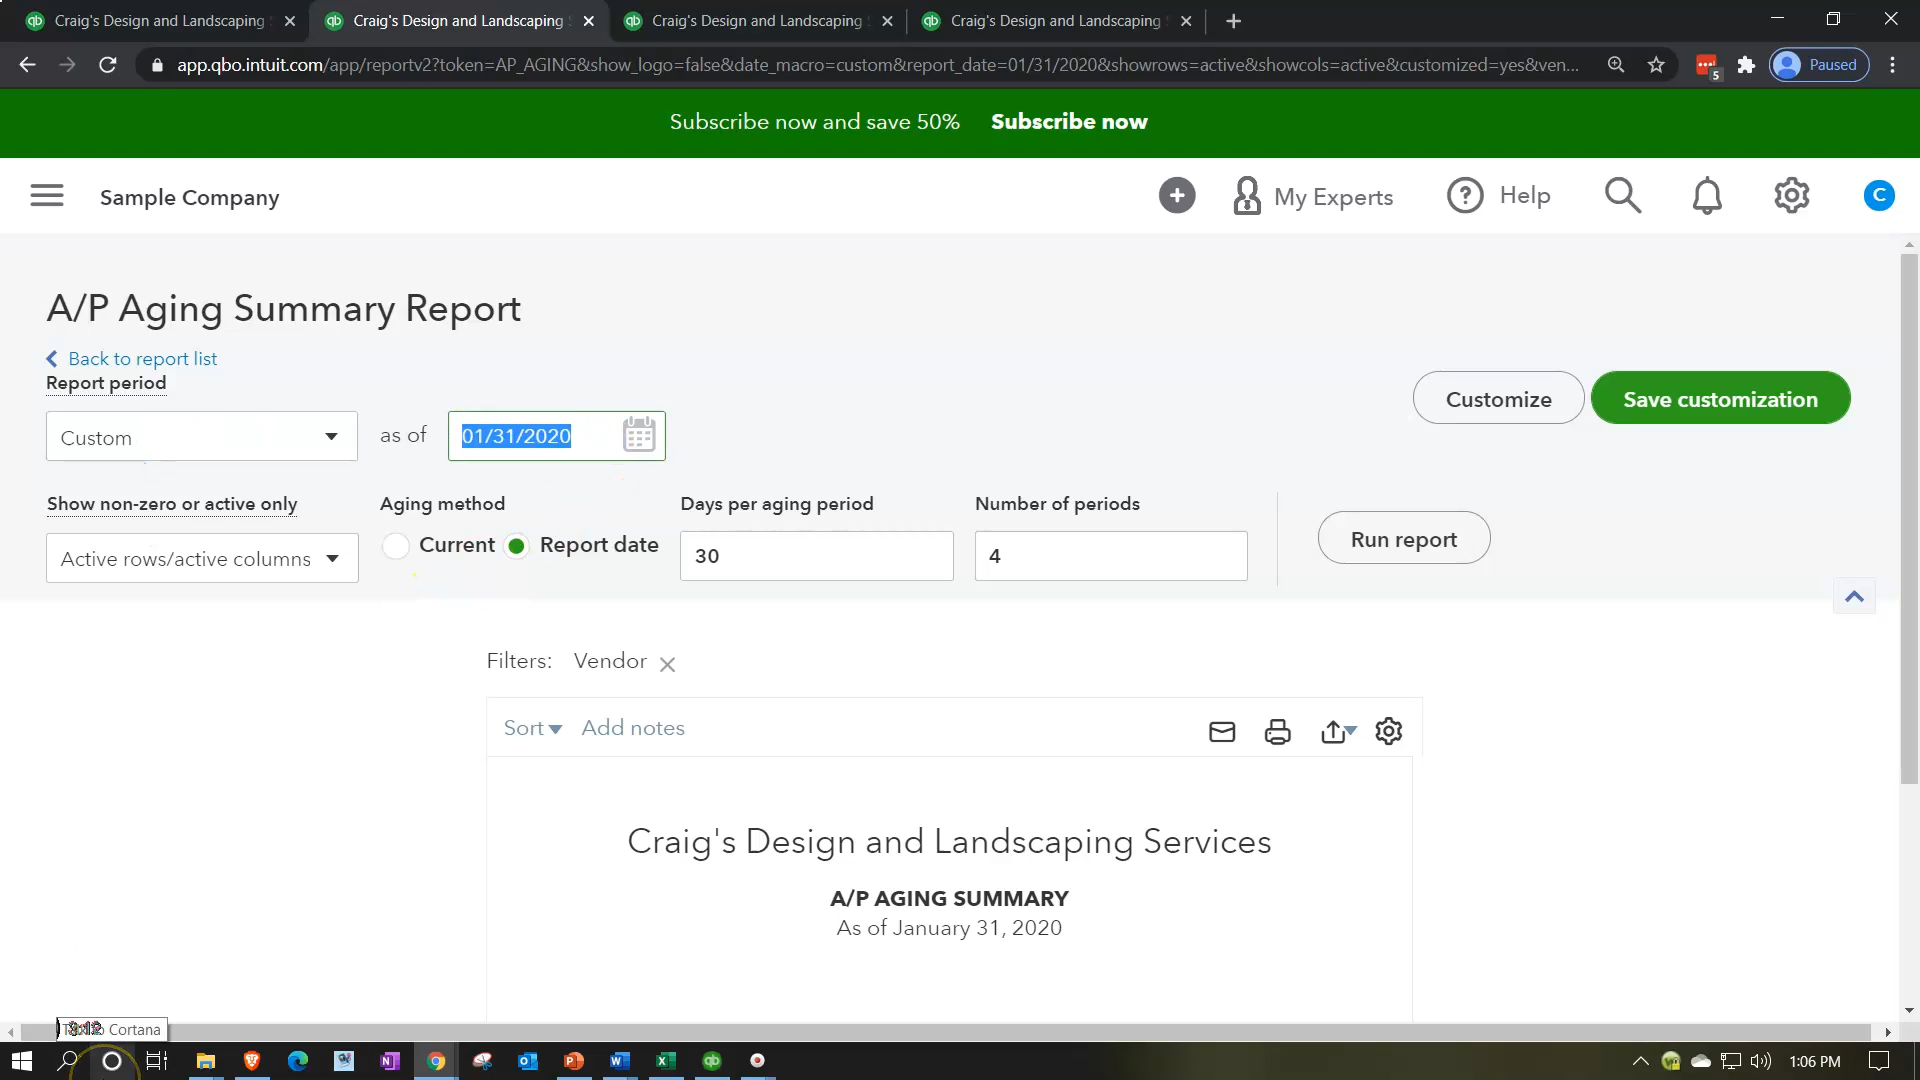 Craig's Design and Landscaping
Craig's Design and Landscaping
Craig's Design and Landscaping
Craig's Design and Landscaping
app.qbo.intuit.com/app/reportv2?token=AP_AGING&show_logo=false&date_macro=custom&report_date=01/31/2020&showrows=active&showcols=active&customized=yes&ven...
5
Paused
Subscribe now and save 50% Subscribe now
Sample Company
My Experts
Help
C
A/P Aging Summary Report
Back to report list
Report period
Custom
as of
01/31/2020
Customize
Save customization
Show non-zero or active only
Aging method
Days per aging period
Number of periods
Active rows/active columns
Current
Report date
30
4
Run report
Filters: Vendor
Sort
Add notes
Craig's Design and Landscaping Services
A/P AGING SUMMARY
As of January 31, 2020
Cortana
1:06 PM